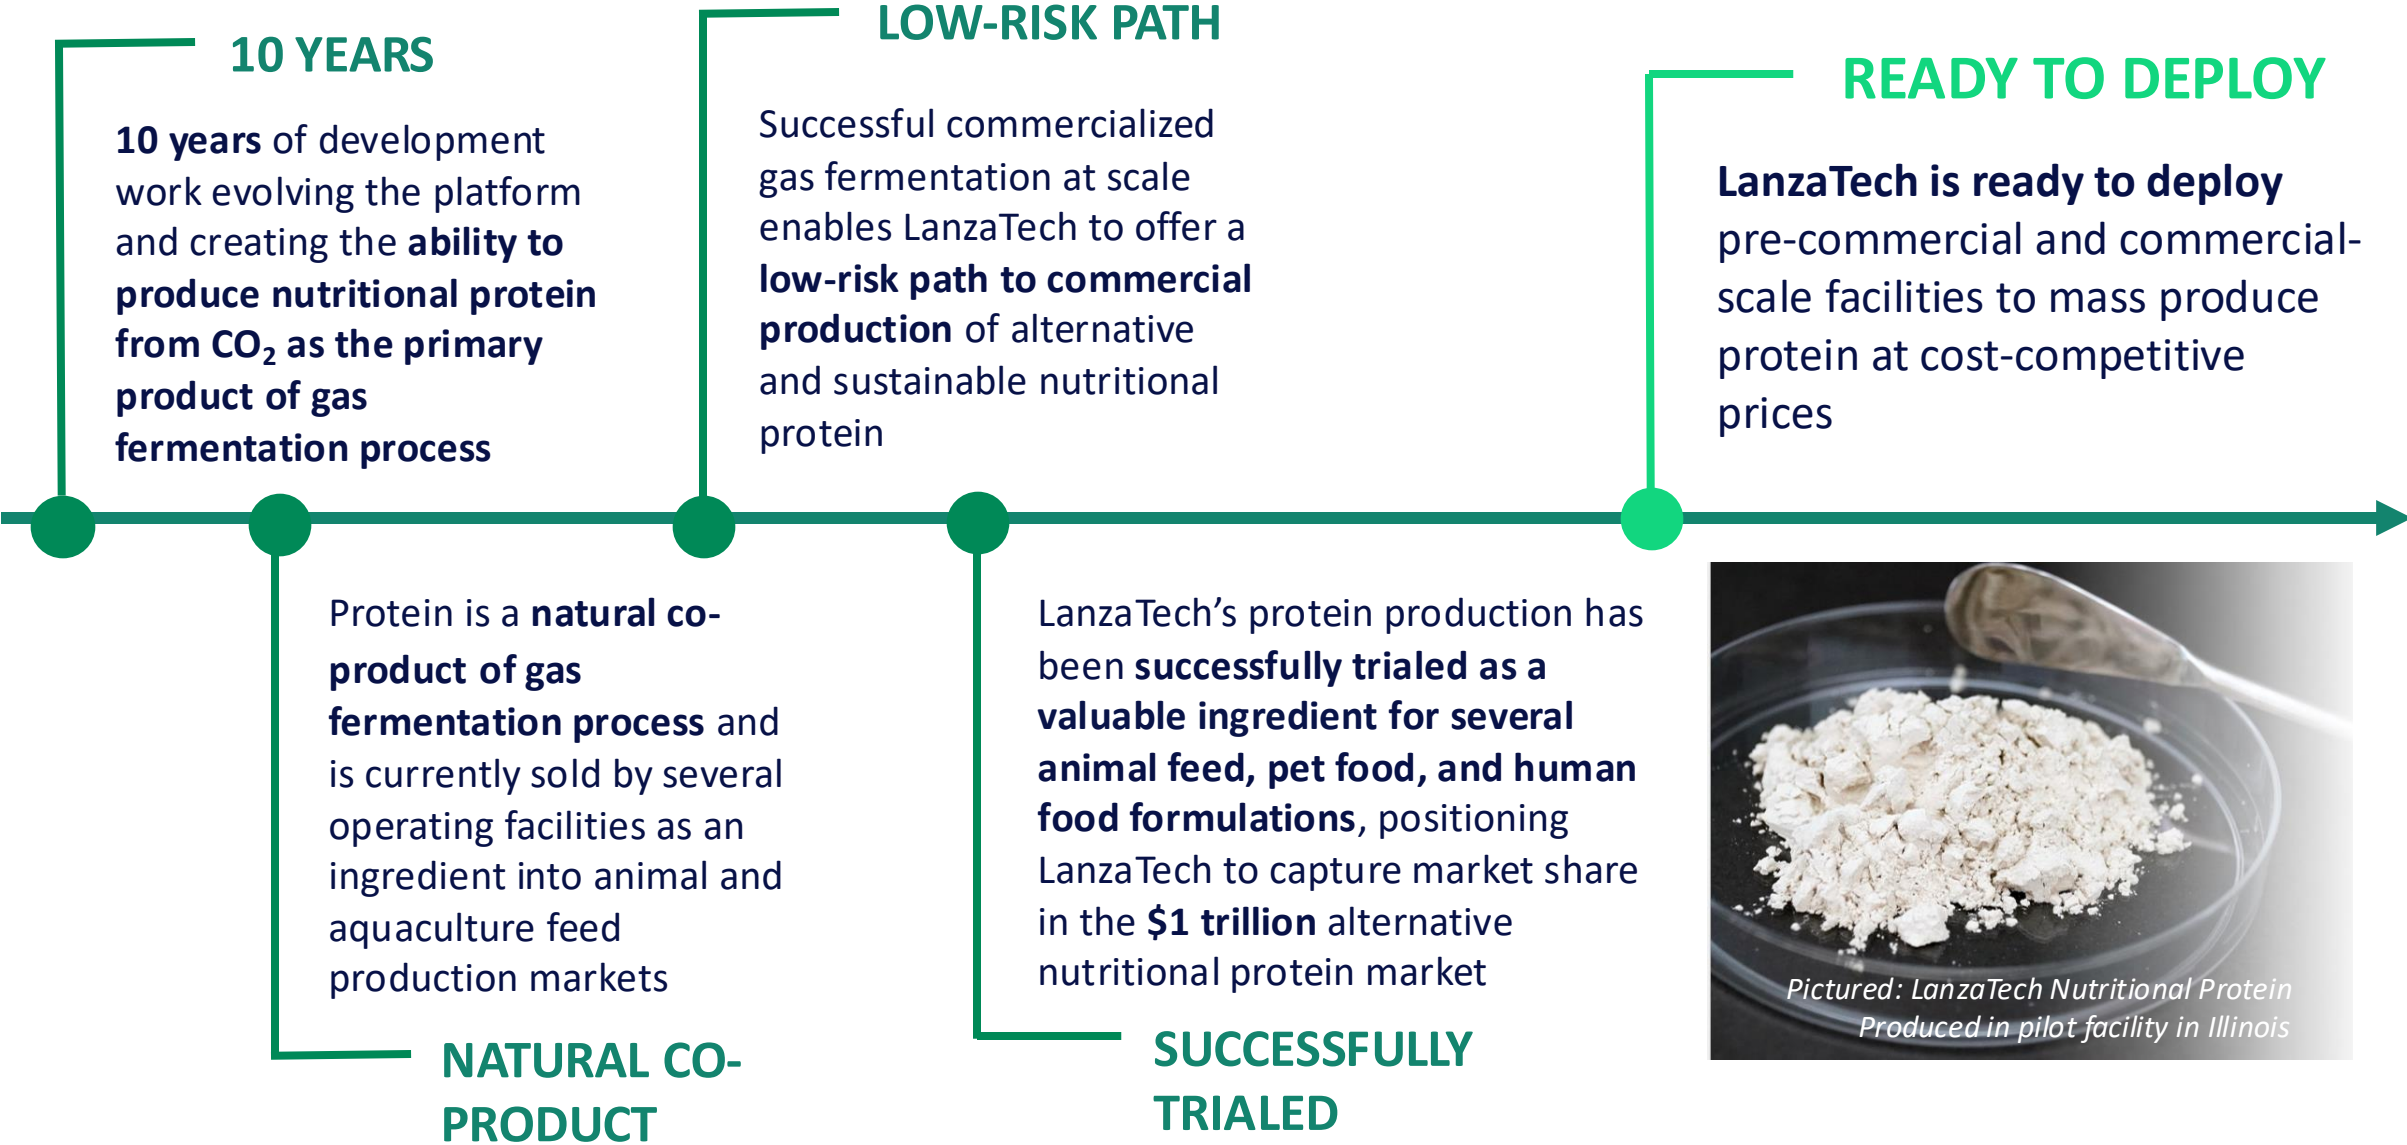 10 YEARS
10 years of development
work evolving the platform
and creating the ability to
produce nutritional protein
from CO₂ as the primary
product of gas
fermentation process
Protein is a natural co-
product of gas
fermentation process and
is currently sold by several
operating facilities as an
ingredient into animal and
aquaculture feed
production markets
NATURAL CO-
PRODUCT
LOW-RISK PATH
Successful commercialized
gas fermentation at scale
enables LanzaTech to offer a
low-risk path to commercial
production of alternative
and sustainable nutritional
protein
LanzaTech’s protein production has
been successfully trialed as a
valuable ingredient for several
animal feed, pet food, and human
food formulations, positioning
LanzaTech to capture market share
in the $1 trillion alternative
nutritional protein market
SUCCESSFULLY
TRIALED
READY TO DEPLOY
LanzaTech is ready to deploy
pre-commercial and commercial-
scale facilities to mass produce
protein at cost-competitive
prices
Pictured: LanzaTech Nutritional Protein
Produced in pilot facility in Illinois